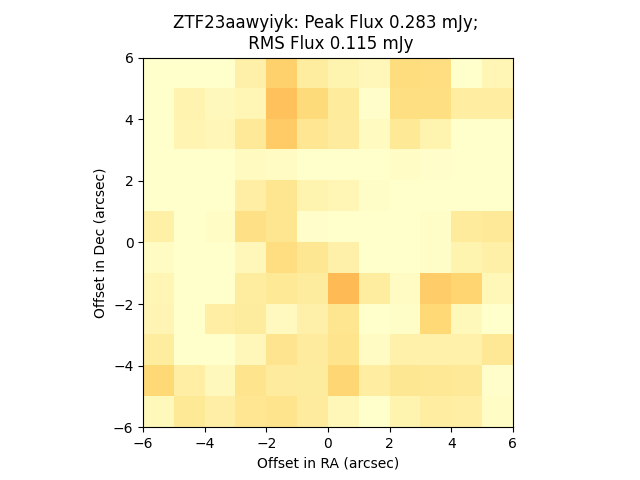 ZTF23aawyiyk: Peak Flux 0.283 mJy;
RMS Flux 0.115 mJy
6
4
2
0
−2
−4
−6
Offset in Dec (arcsec)
−6 −4 −2 0 2 4 6
Offset in RA (arcsec)